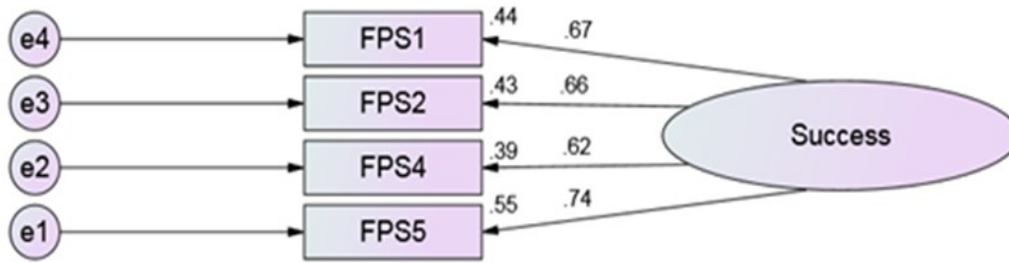 e4 FPS1 .44 .67
e3 FPS2 .43 .66
Success
e2 FPS4 .39 .62
e1 FPS5 .55 .74